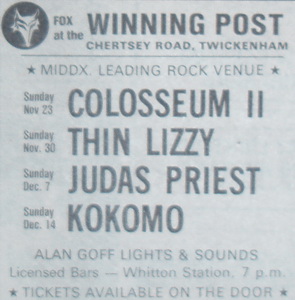 FOX at the WINNING POST
CHERTSEY ROAD, TWICKENHAM
★ MIDDX. LEADING ROCK VENUE ★
Sunday Nov 23 COLOSSEUM II
Sunday Nov. 30 THIN LIZZY
Sunday Dec. 7 JUDAS PRIEST
Sunday Dec. 14 KOKOMO
ALAN GOFF LIGHTS & SOUNDS
Licensed Bars — Whitton Station, 7 p.m.
★ TICKETS AVAILABLE ON THE DOOR ★